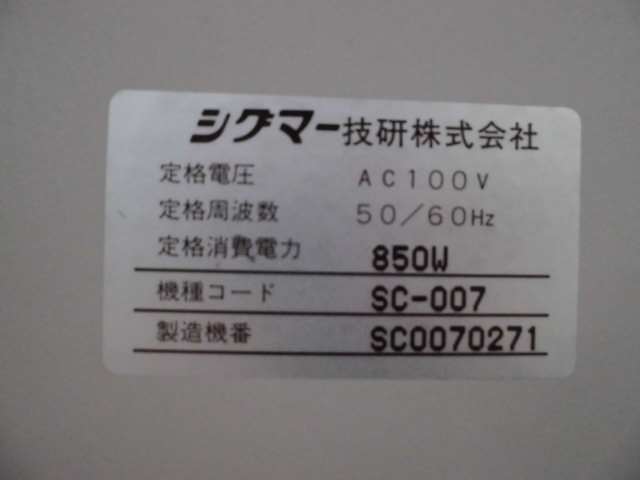 シグマー技研株式会社
定格電圧 AC100V
定格周波数 50/60Hz
定格消費電力 850W
機種コード SC-007
製造機番 SC0070271